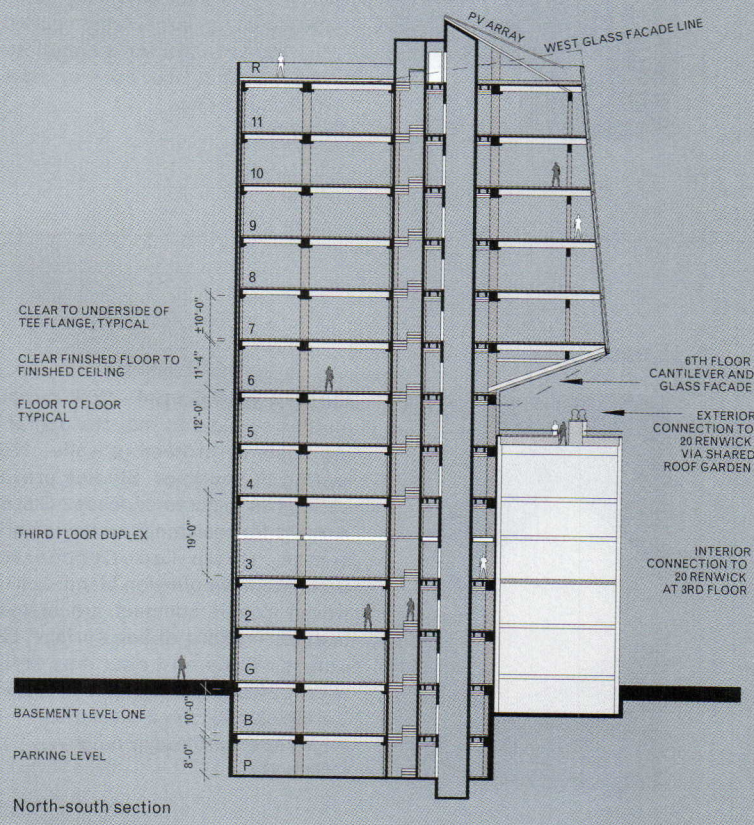 PV ARRAY
WEST GLASS FACADE LINE
R
11
10
9
8
7
6
5
4
3
2
G
B
P
CLEAR TO UNDERSIDE OF
TEE FLANGE, TYPICAL
±10'-0"
CLEAR FINISHED FLOOR TO
FINISHED CEILING
11'-4"
FLOOR TO FLOOR
TYPICAL
12'-0"
THIRD FLOOR DUPLEX
19'-0"
BASEMENT LEVEL ONE
10'-0"
PARKING LEVEL
8'-0"
6TH FLOOR
CANTILEVER AND
GLASS FACADE
EXTERIOR
CONNECTION TO
20 RENWICK
VIA SHARED
ROOF GARDEN
INTERIOR
CONNECTION TO
20 RENWICK
AT 3RD FLOOR
North-south section